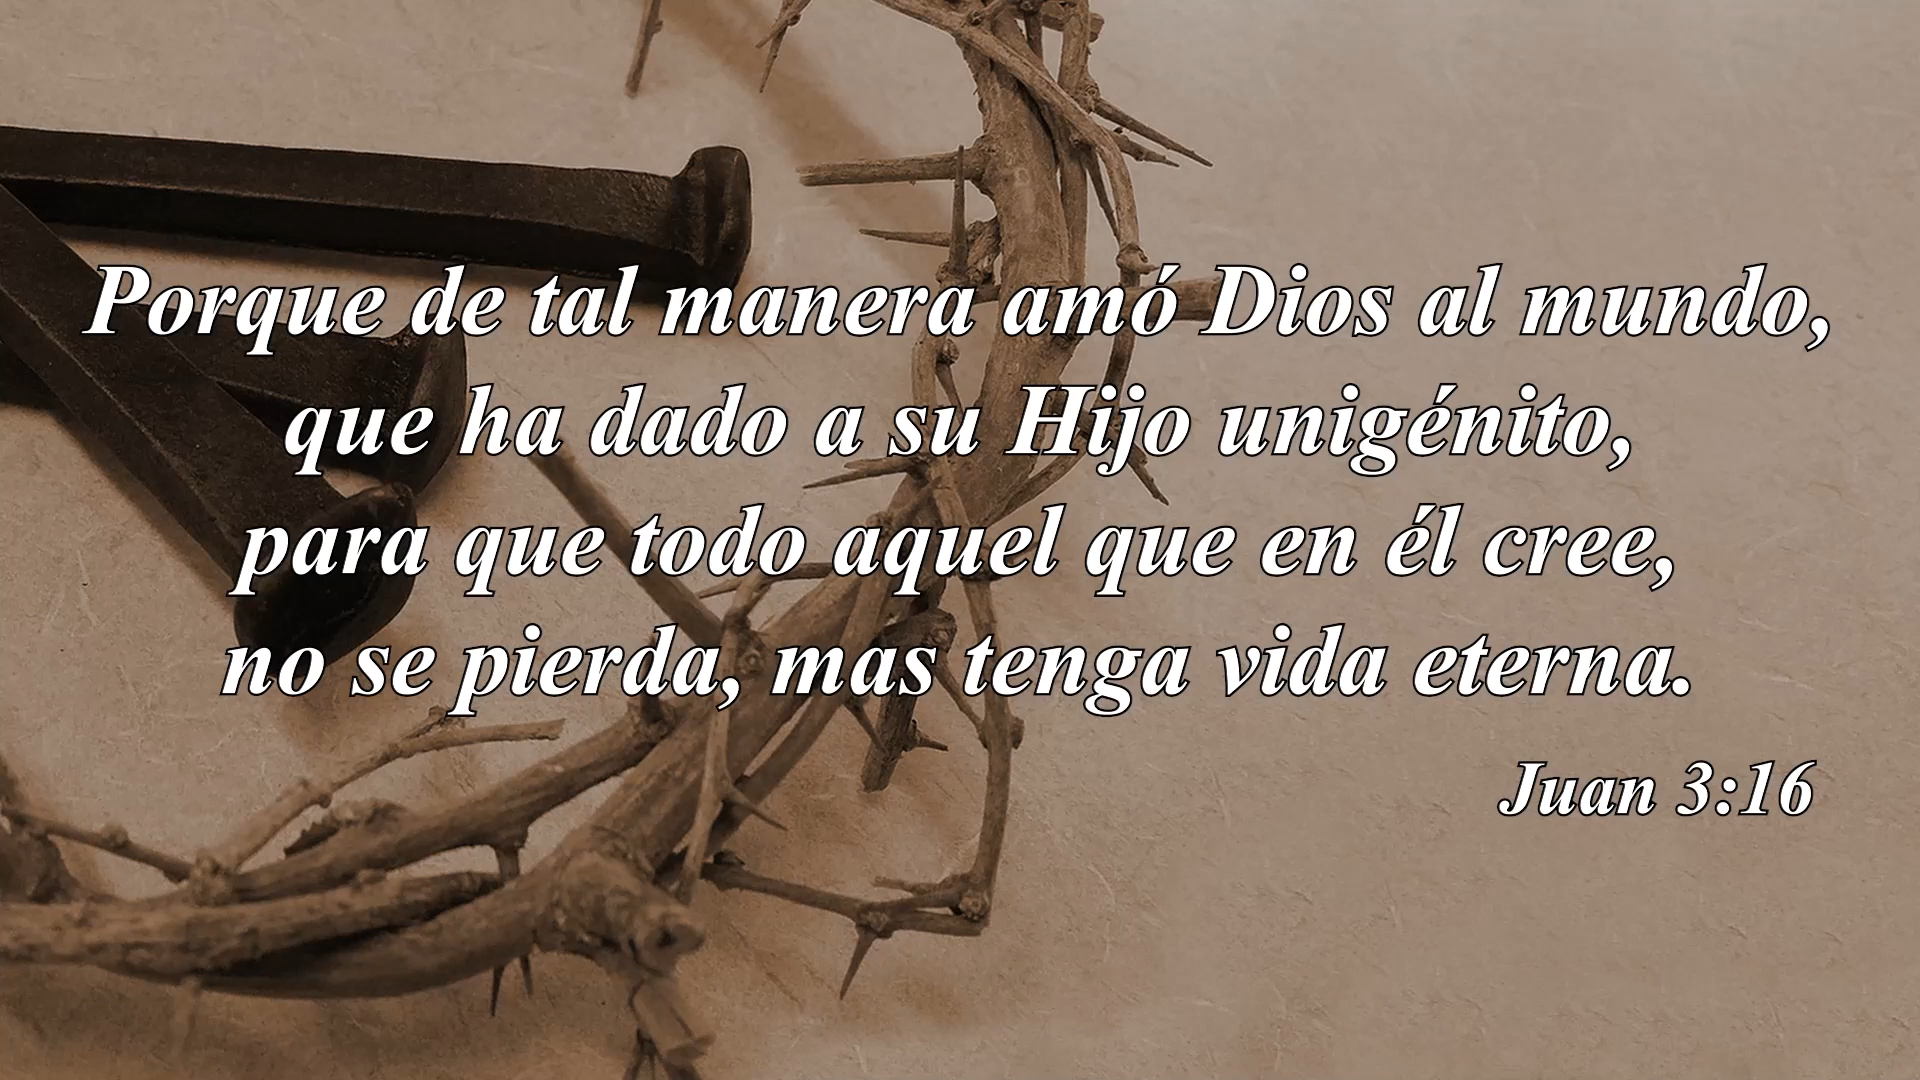 Porque de tal manera amó Dios al mundo,
que ha dado a su Hijo unigénito,
para que todo aquel que en él cree,
no se pierda, mas tenga vida eterna.
Juan 3:16